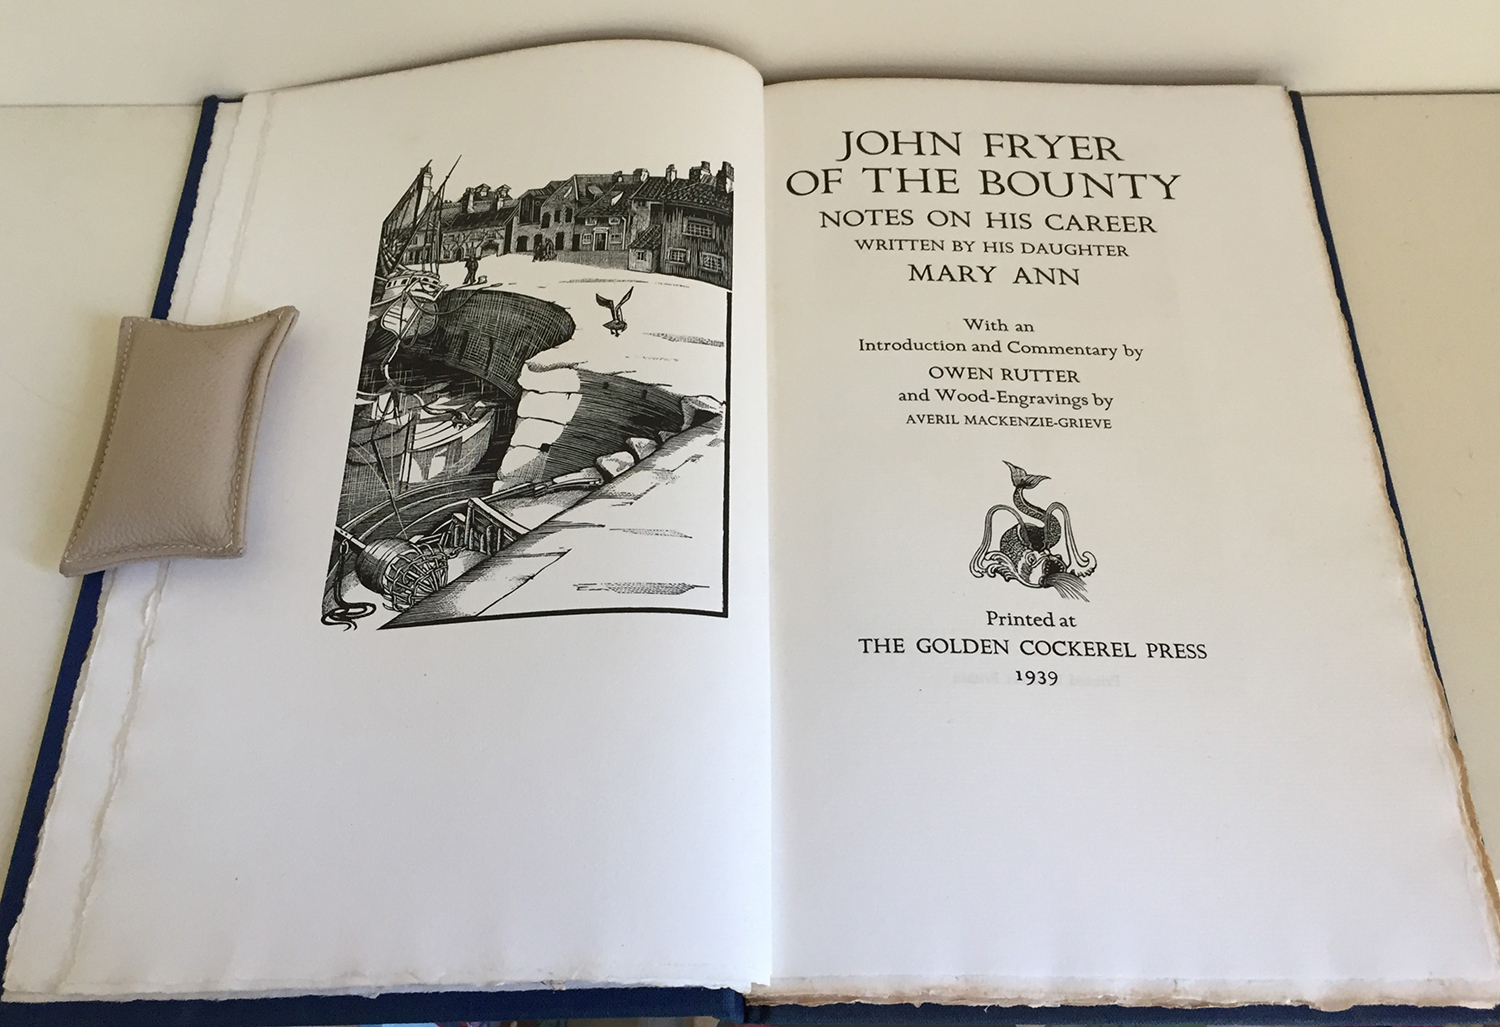 JOHN FRYER
OF THE BOUNTY
NOTES ON HIS CAREER
WRITTEN BY HIS DAUGHTER
MARY ANN
With an
Introduction and Commentary by
OWEN RUTTER
and Wood-Engravings by
AVERIL MACKENZIE-GRIEVE
Printed at
THE GOLDEN COCKEREL PRESS
1939